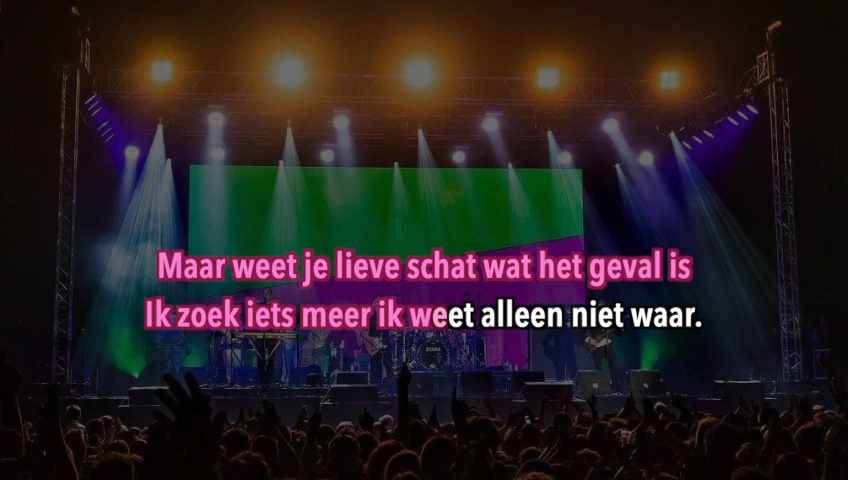 Maar weet je lieve schat wat het geval is
Ik zoek iets meer ik weet alleen niet waar.